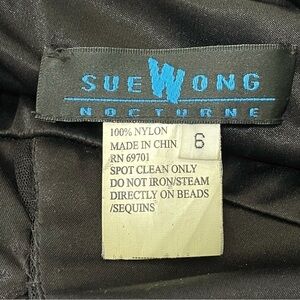 SUE WONG
NOCTURNE
100% NYLON
MADE IN CHIN
RN 69701
SPOT CLEAN ONLY
DO NOT IRON/STEAM
DIRECTLY ON BEADS
/SEQUINS
6